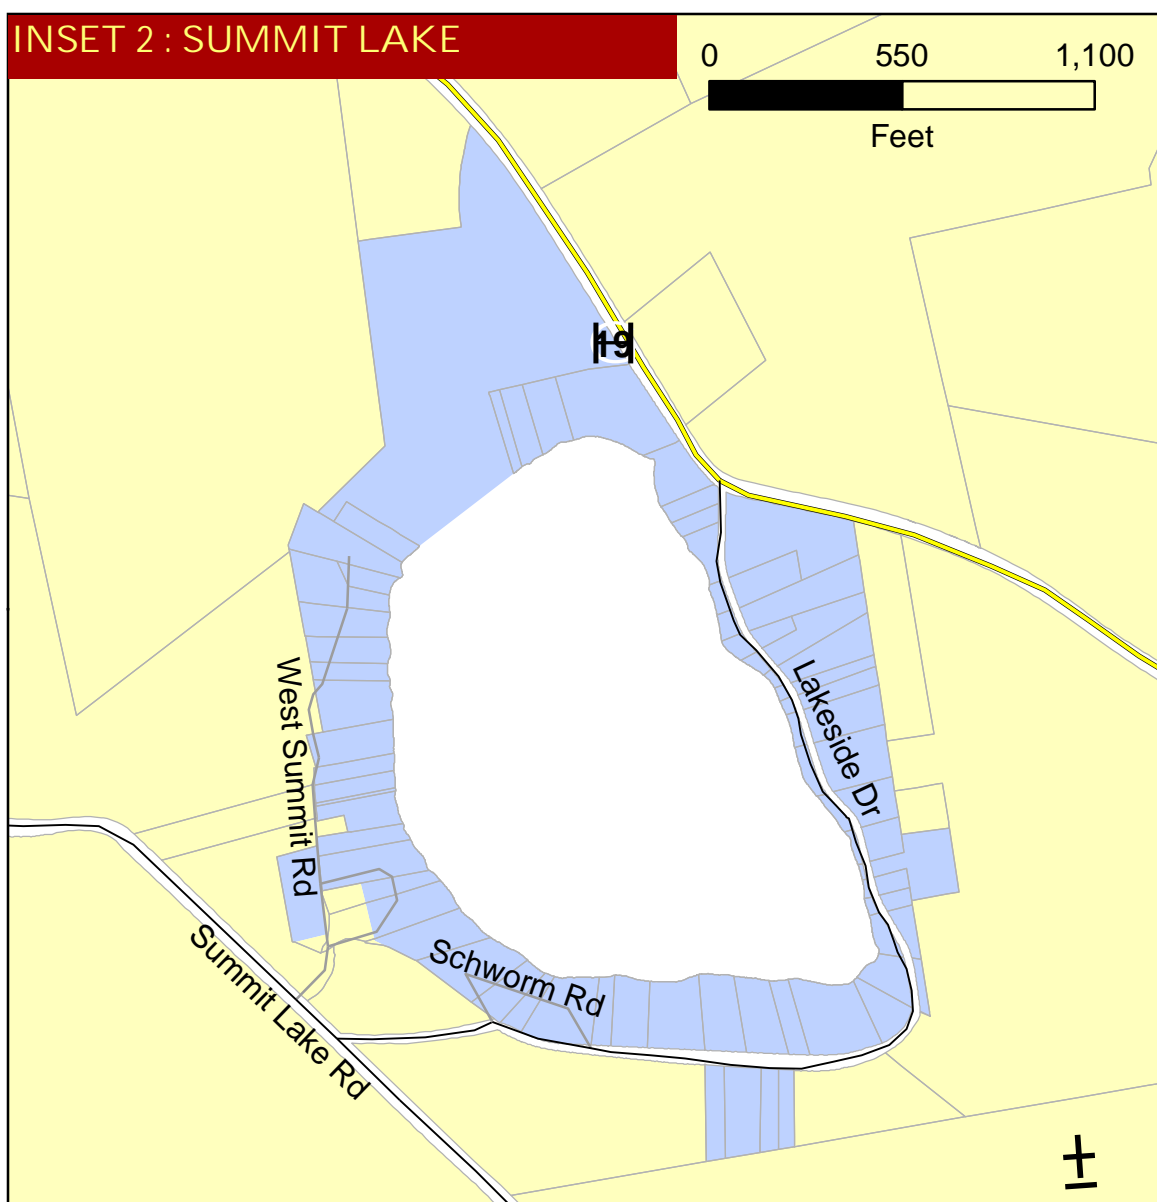 INSET 2 : SUMMIT LAKE
0 550 1,100
Feet
19
West Summit Rd
Lakeside Dr
Schworm Rd
Summit Lake Rd
±